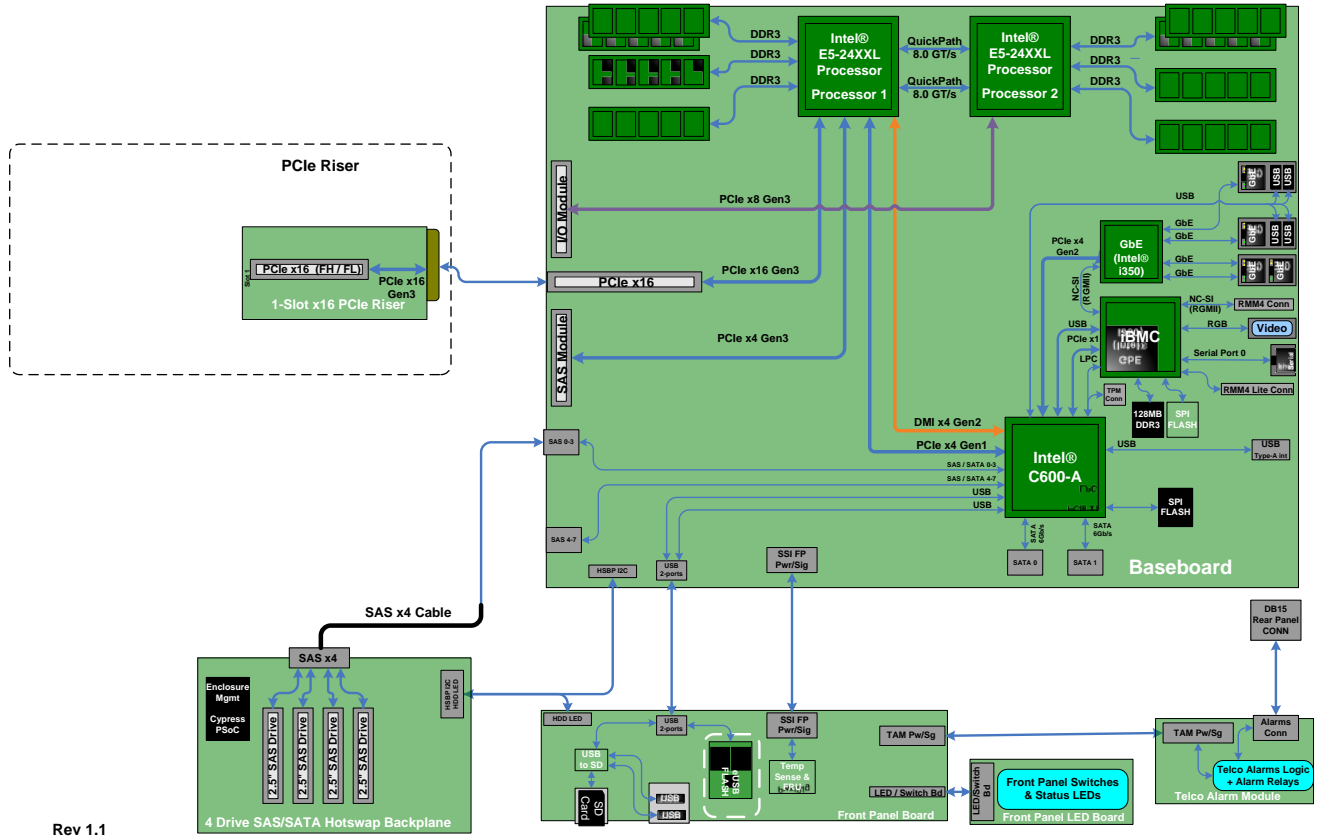 Intel®
E5-24XXL
Processor
Processor 1
Intel®
E5-24XXL
Processor
Processor 2
QuickPath
8.0 GT/s
QuickPath
8.0 GT/s
DDR3
DDR3
DDR3
DDR3
DDR3
DDR3
PCIe Riser
Slot 1
PCIe x16 (FH / FL)
PCIe x16
Gen3
1-Slot x16 PCIe Riser
I/O Module
PCIe x8 Gen3
PCIe x16
PCIe x16 Gen3
SAS Module
PCIe x4 Gen3
USB
GbE
USB
USB
GbE
USB
USB
GbE
GbE
GbE
(Intel®
i350)
GbE
GbE
GbE
GbE
PCIe x4
Gen2
NC-SI
(RGMII)
iBMC
NC-SI
(RGMII)
RMM4 Conn
RGB
Video
Serial Port 0
Serial
RMM4 Lite Conn
USB
PCIe x1
LPC
TPM
Conn
128MB
DDR3
SPI
FLASH
DMI x4 Gen2
PCIe x4 Gen1
Intel®
C600-A
USB
USB
Type-A int
SPI
FLASH
SAS 0-3
SAS / SATA 0-3
SAS / SATA 4-7
USB
USB
SAS 4-7
SATA
6Gb/s
SATA
6Gb/s
SATA 0
SATA 1
HSBP I2C
USB
2-ports
SSI FP
Pwr/Sig
Baseboard
SAS x4 Cable
SAS x4
Enclosure
Mgmt
Cypress
PSoC
2.5" SAS Drive
2.5" SAS Drive
2.5" SAS Drive
2.5" SAS Drive
HSBP I2C
HDD LED
4 Drive SAS/SATA Hotswap Backplane
HDD LED
USB
2-ports
SSI FP
Pwr/Sig
USB
to SD
SD
Card
USB
USB
eUSB
FLASH
Temp
Sense &
FRU
TAM Pw/Sg
LED / Switch Bd
Front Panel Board
LED/Switch
Bd
Front Panel Switches
& Status LEDs
Front Panel LED Board
DB15
Rear Panel
CONN
Alarms
Conn
TAM Pw/Sg
Telco Alarms Logic
+ Alarm Relays
Telco Alarm Module
Rev 1.1